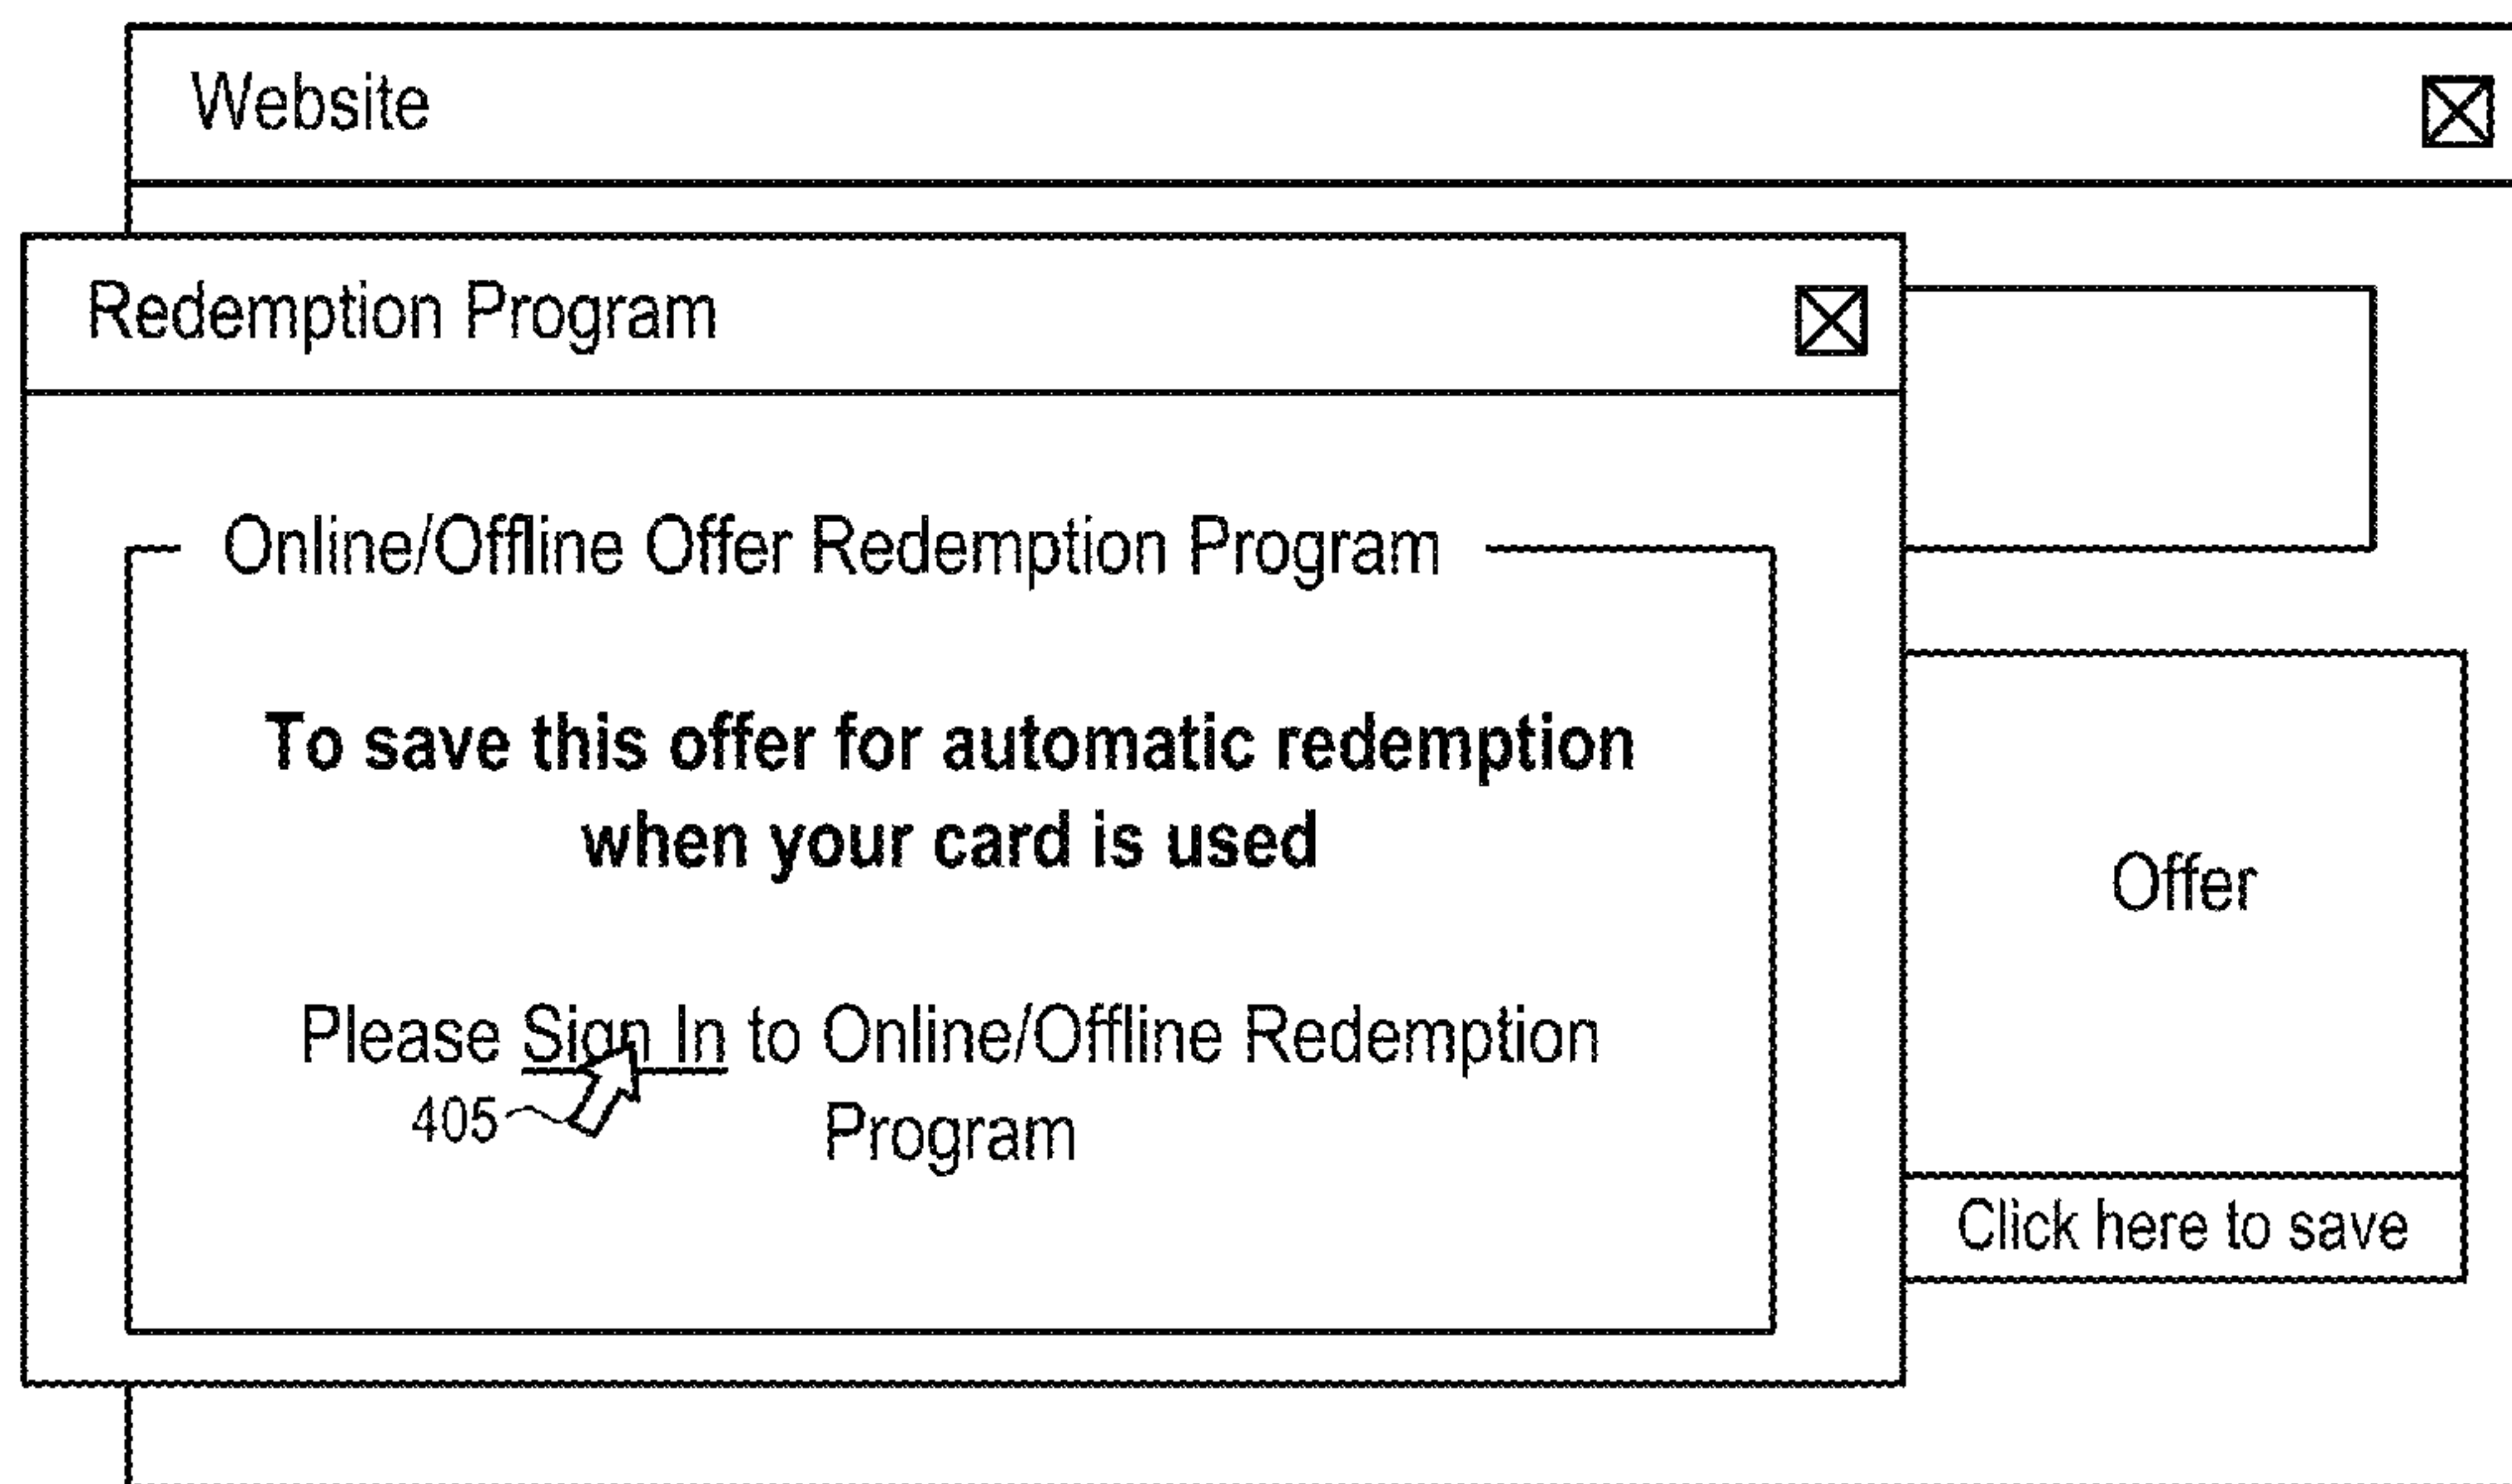 Website
Redemption Program
Online/Offline Offer Redemption Program
To save this offer for automatic redemption
when your card is used
Please Sign In to Online/Offline Redemption
405
Program
Offer
Click here to save